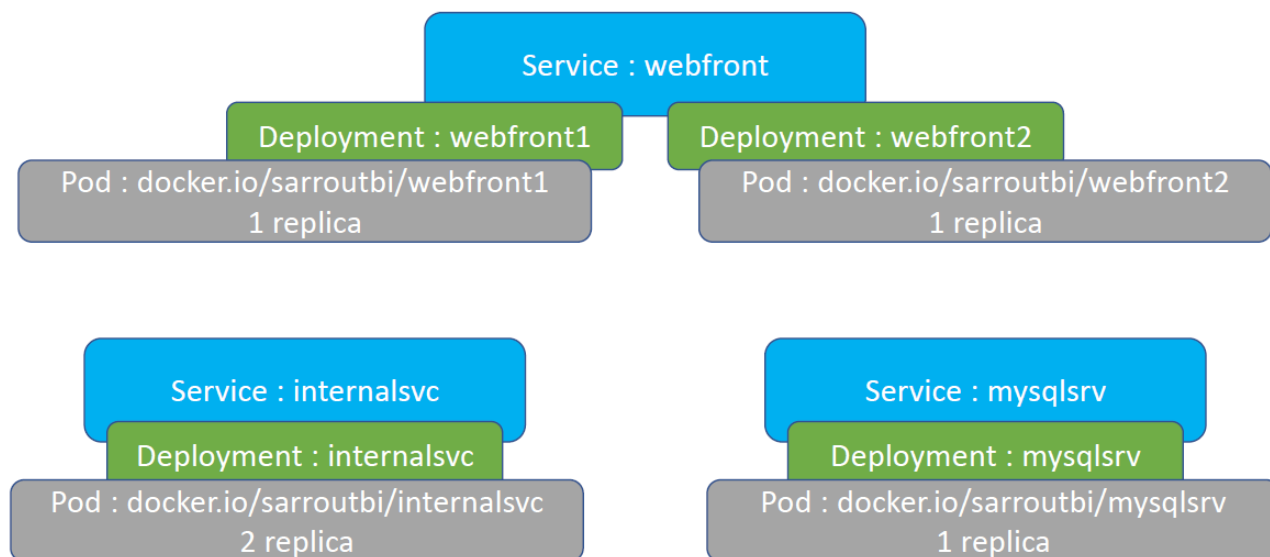 Service : webfront
Deployment : webfront1
Deployment : webfront2
Pod : docker.io/sarroutbi/webfront1
1 replica
Pod : docker.io/sarroutbi/webfront2
1 replica
Service : internalsvc
Service : mysqlsrv
Deployment : internalsvc
Deployment : mysqlsrv
Pod : docker.io/sarroutbi/internalsvc
2 replica
Pod : docker.io/sarroutbi/mysqlsrv
1 replica